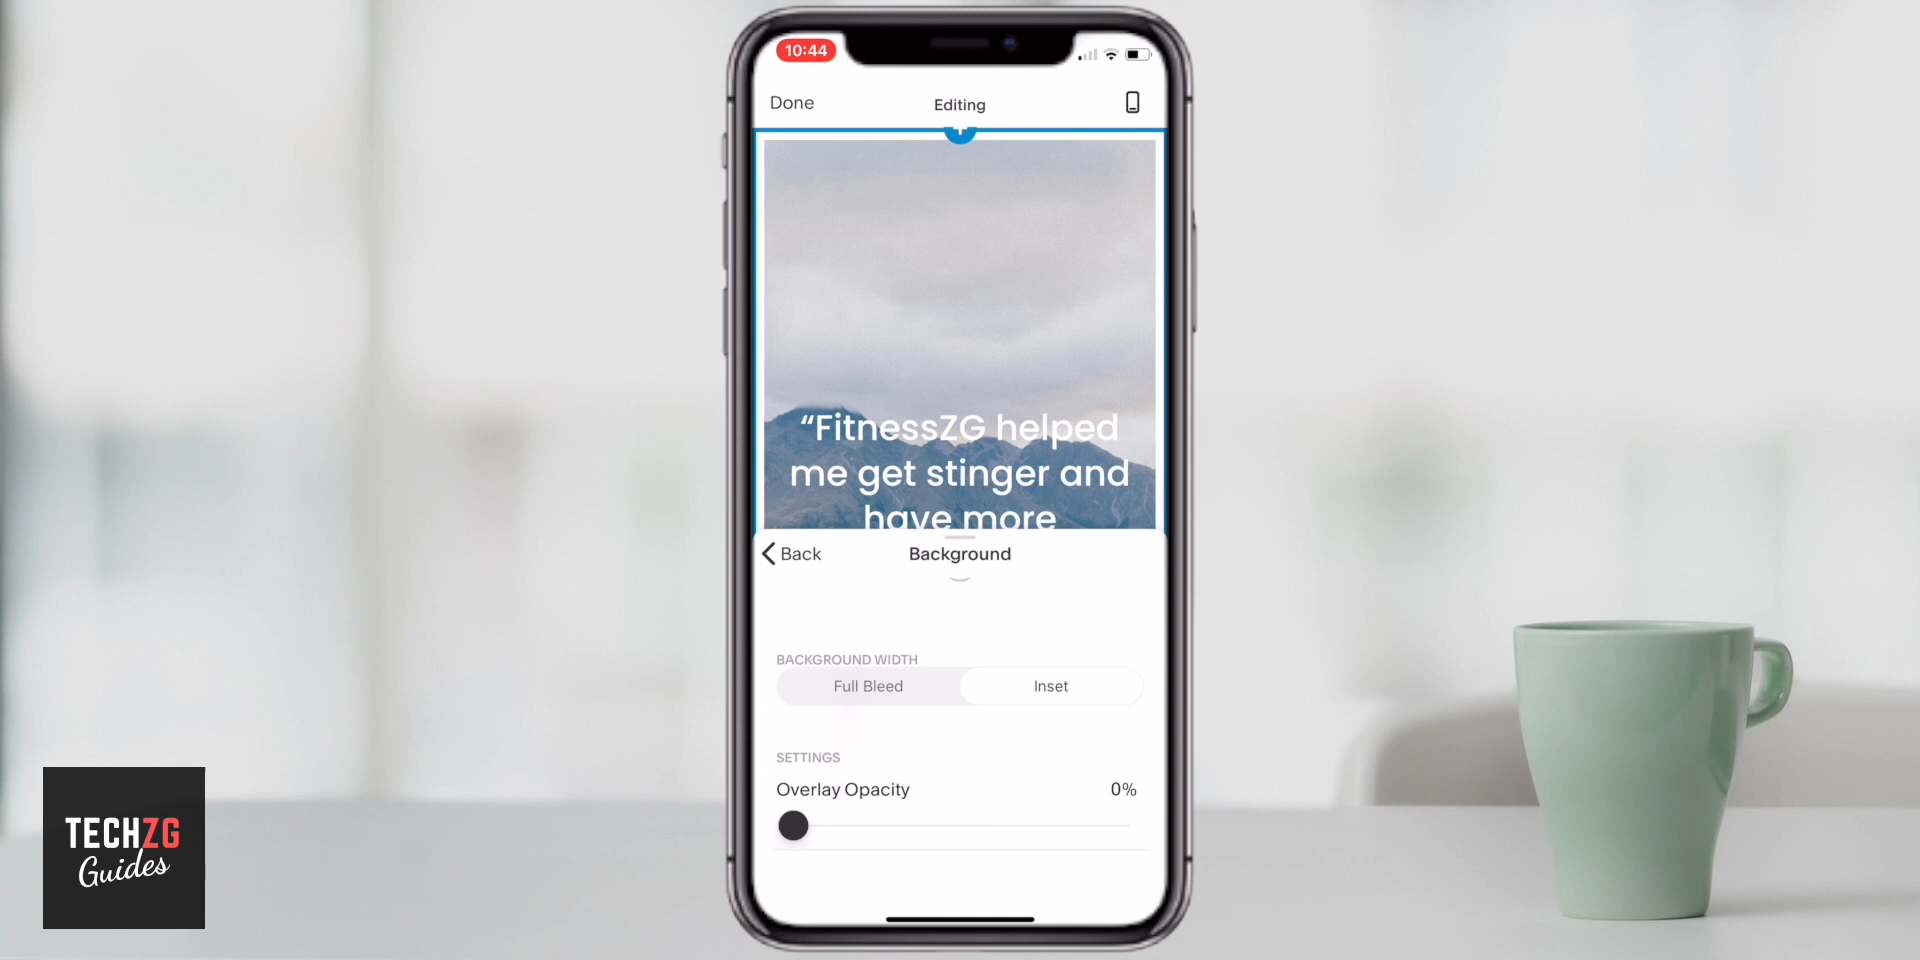 10:44
Done
Editing
“FitnessZG helped
me get stinger and
have more
Back
Background
BACKGROUND WIDTH
Full Bleed
Inset
SETTINGS
Overlay Opacity
0%
TECHZG
Guides